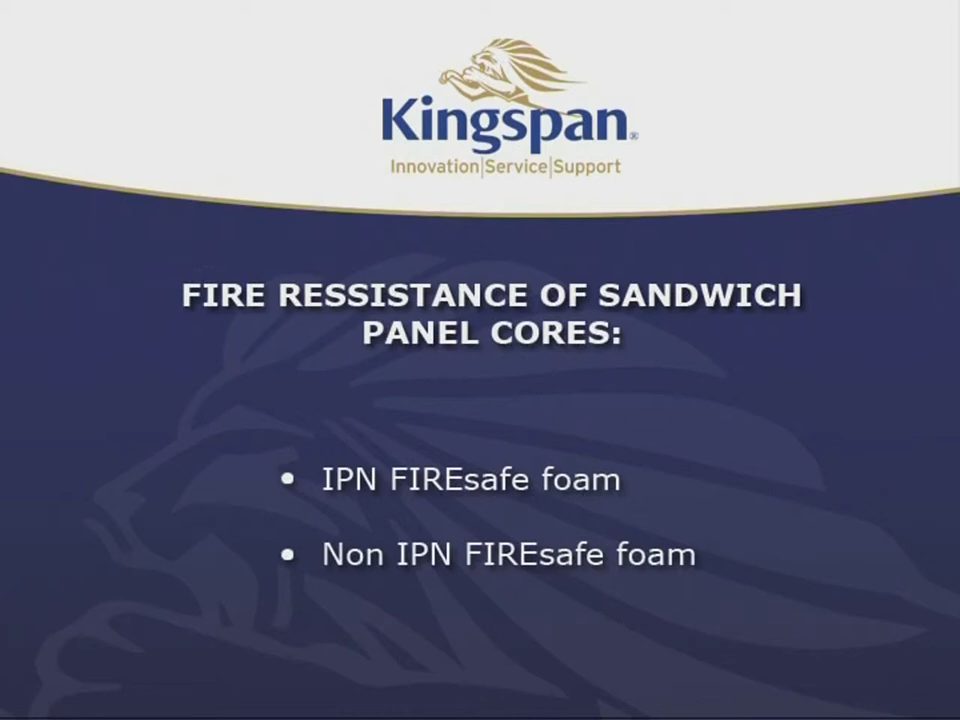 Kingspan®
Innovation|Service|Support
FIRE RESSISTANCE OF SANDWICH
PANEL CORES:
• IPN FIREsafe foam
• Non IPN FIREsafe foam